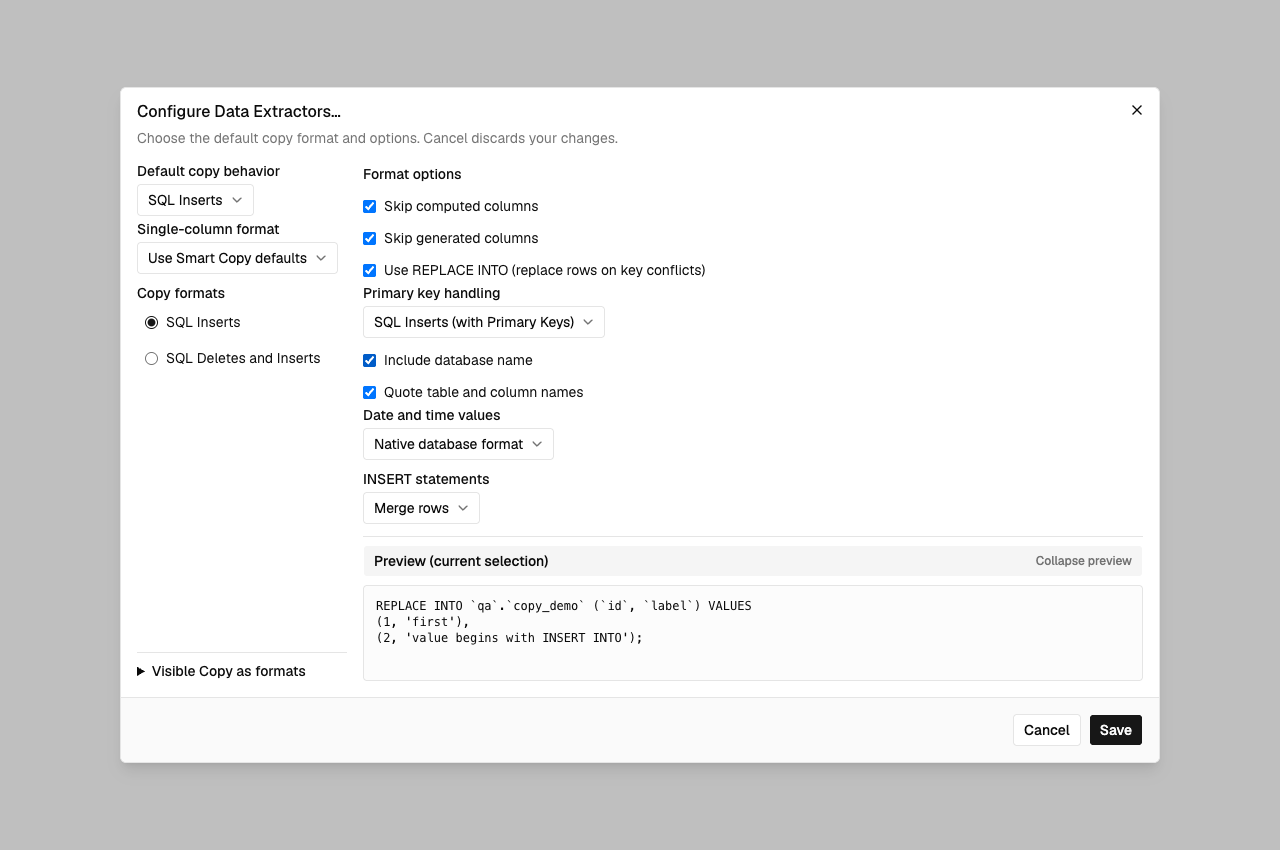 Configure Data Extractors...
Choose the default copy format and options. Cancel discards your changes.
Default copy behavior
SQL Inserts
Single-column format
Use Smart Copy defaults
Copy formats
SQL Inserts
SQL Deletes and Inserts
Visible Copy as formats
Format options
Skip computed columns
Skip generated columns
Use REPLACE INTO (replace rows on key conflicts)
Primary key handling
SQL Inserts (with Primary Keys)
Include database name
Quote table and column names
Date and time values
Native database format
INSERT statements
Merge rows
Preview (current selection)
Collapse preview
REPLACE INTO `qa`.`copy_demo` (`id`, `label`) VALUES
(1, 'first'),
(2, 'value begins with INSERT INTO');
Cancel
Save